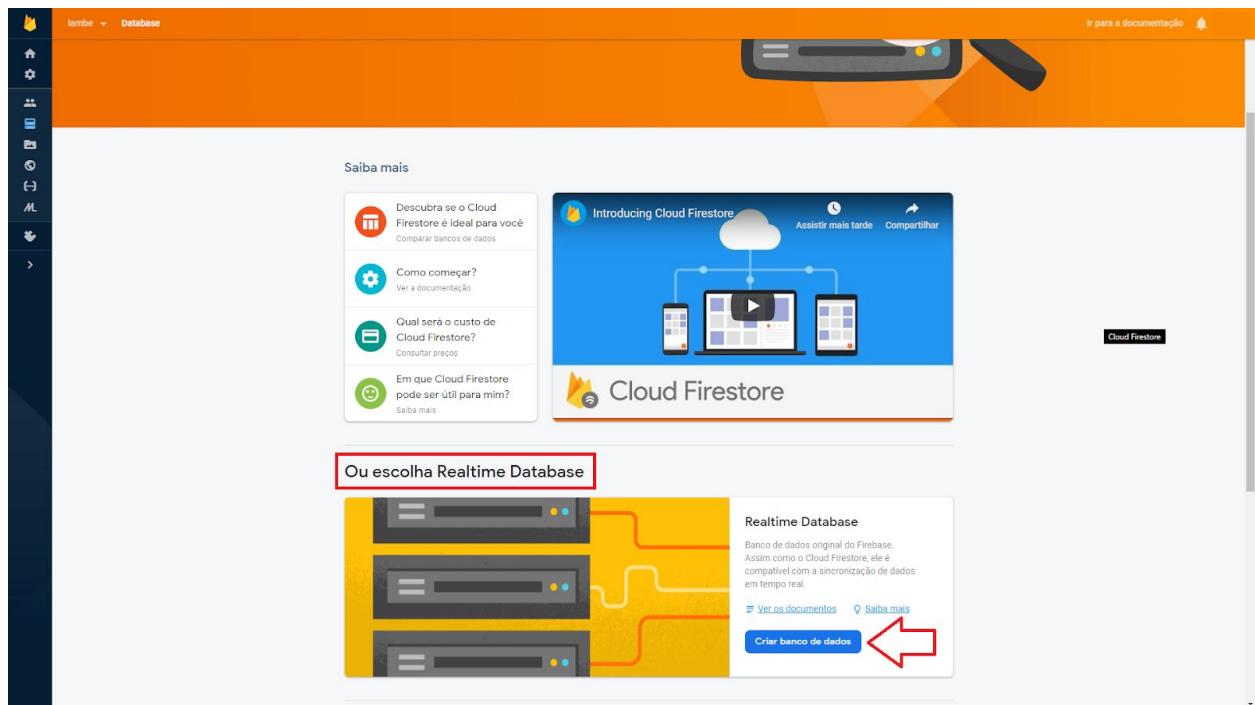 lambe
Database
Ir para a documentação
Saiba mais
Descubra se o Cloud
Firestore é ideal para você
Comparar bancos de dados
Como começar?
Ver a documentação
Qual será o custo de
Cloud Firestore?
Consultar preços
Em que Cloud Firestore
pode ser útil para mim?
Saiba mais
Introducing Cloud Firestore
Assistir mais tarde
Compartilhar
Cloud Firestore
Cloud Firestore
Ou escolha Realtime Database
Realtime Database
Banco de dados original do Firebase.
Assim como o Cloud Firestore, ele é
compatível com a sincronização de dados
em tempo real.
Ver os documentos
Saiba mais
Criar banco de dados